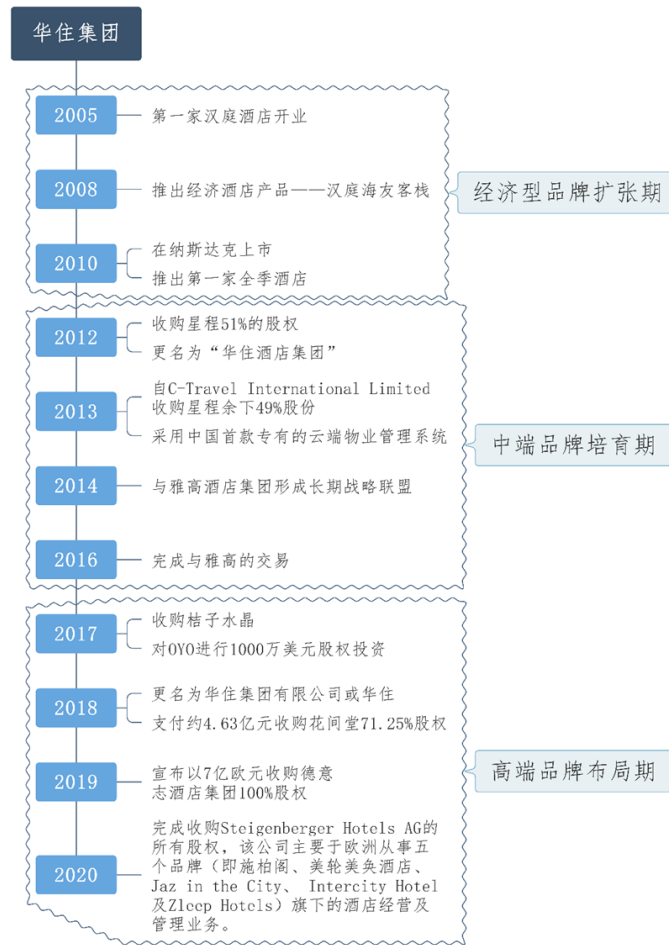 华住集团
2005
第一家汉庭酒店开业
2008
推出经济酒店产品——汉庭海友客栈
经济型品牌扩张期
2010
在纳斯达克上市
推出第一家全季酒店
2012
收购星程51%的股权
更名为“华住酒店集团”
2013
自C-Travel International Limited
收购星程余下49%股份
采用中国首款专有的云端物业管理系统
中端品牌培育期
2014
与雅高酒店集团形成长期战略联盟
2016
完成与雅高的交易
2017
收购桔子水晶
对OYO进行1000万美元股权投资
2018
更名为华住集团有限公司或华住
支付约4.63亿元收购花间堂71.25%股权
2019
宣布以7亿欧元收购德意
志酒店集团100%股权
高端品牌布局期
2020
完成收购Steigenberger Hotels AG的
所有股权，该公司主要于欧洲从事五
个品牌（即施柏阁、美轮美奂酒店、
Jaz in the City、 Intercity Hotel
及Zleep Hotels）旗下的酒店经营及
管理业务。